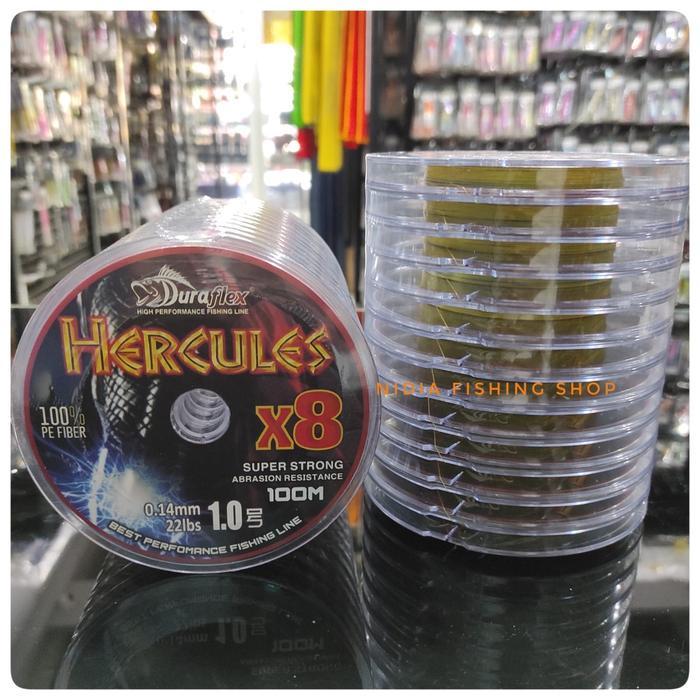 Duraflex
HIGH PERFORMANCE FISHING LINE
HERCULES
100%
PE FIBER
x8
SUPER STRONG
ABRASION RESISTANCE
100M
0.14mm
22lbs
1.0
BEST PERFOMANCE FISHING LINE
NIDIA FISHING SHOP